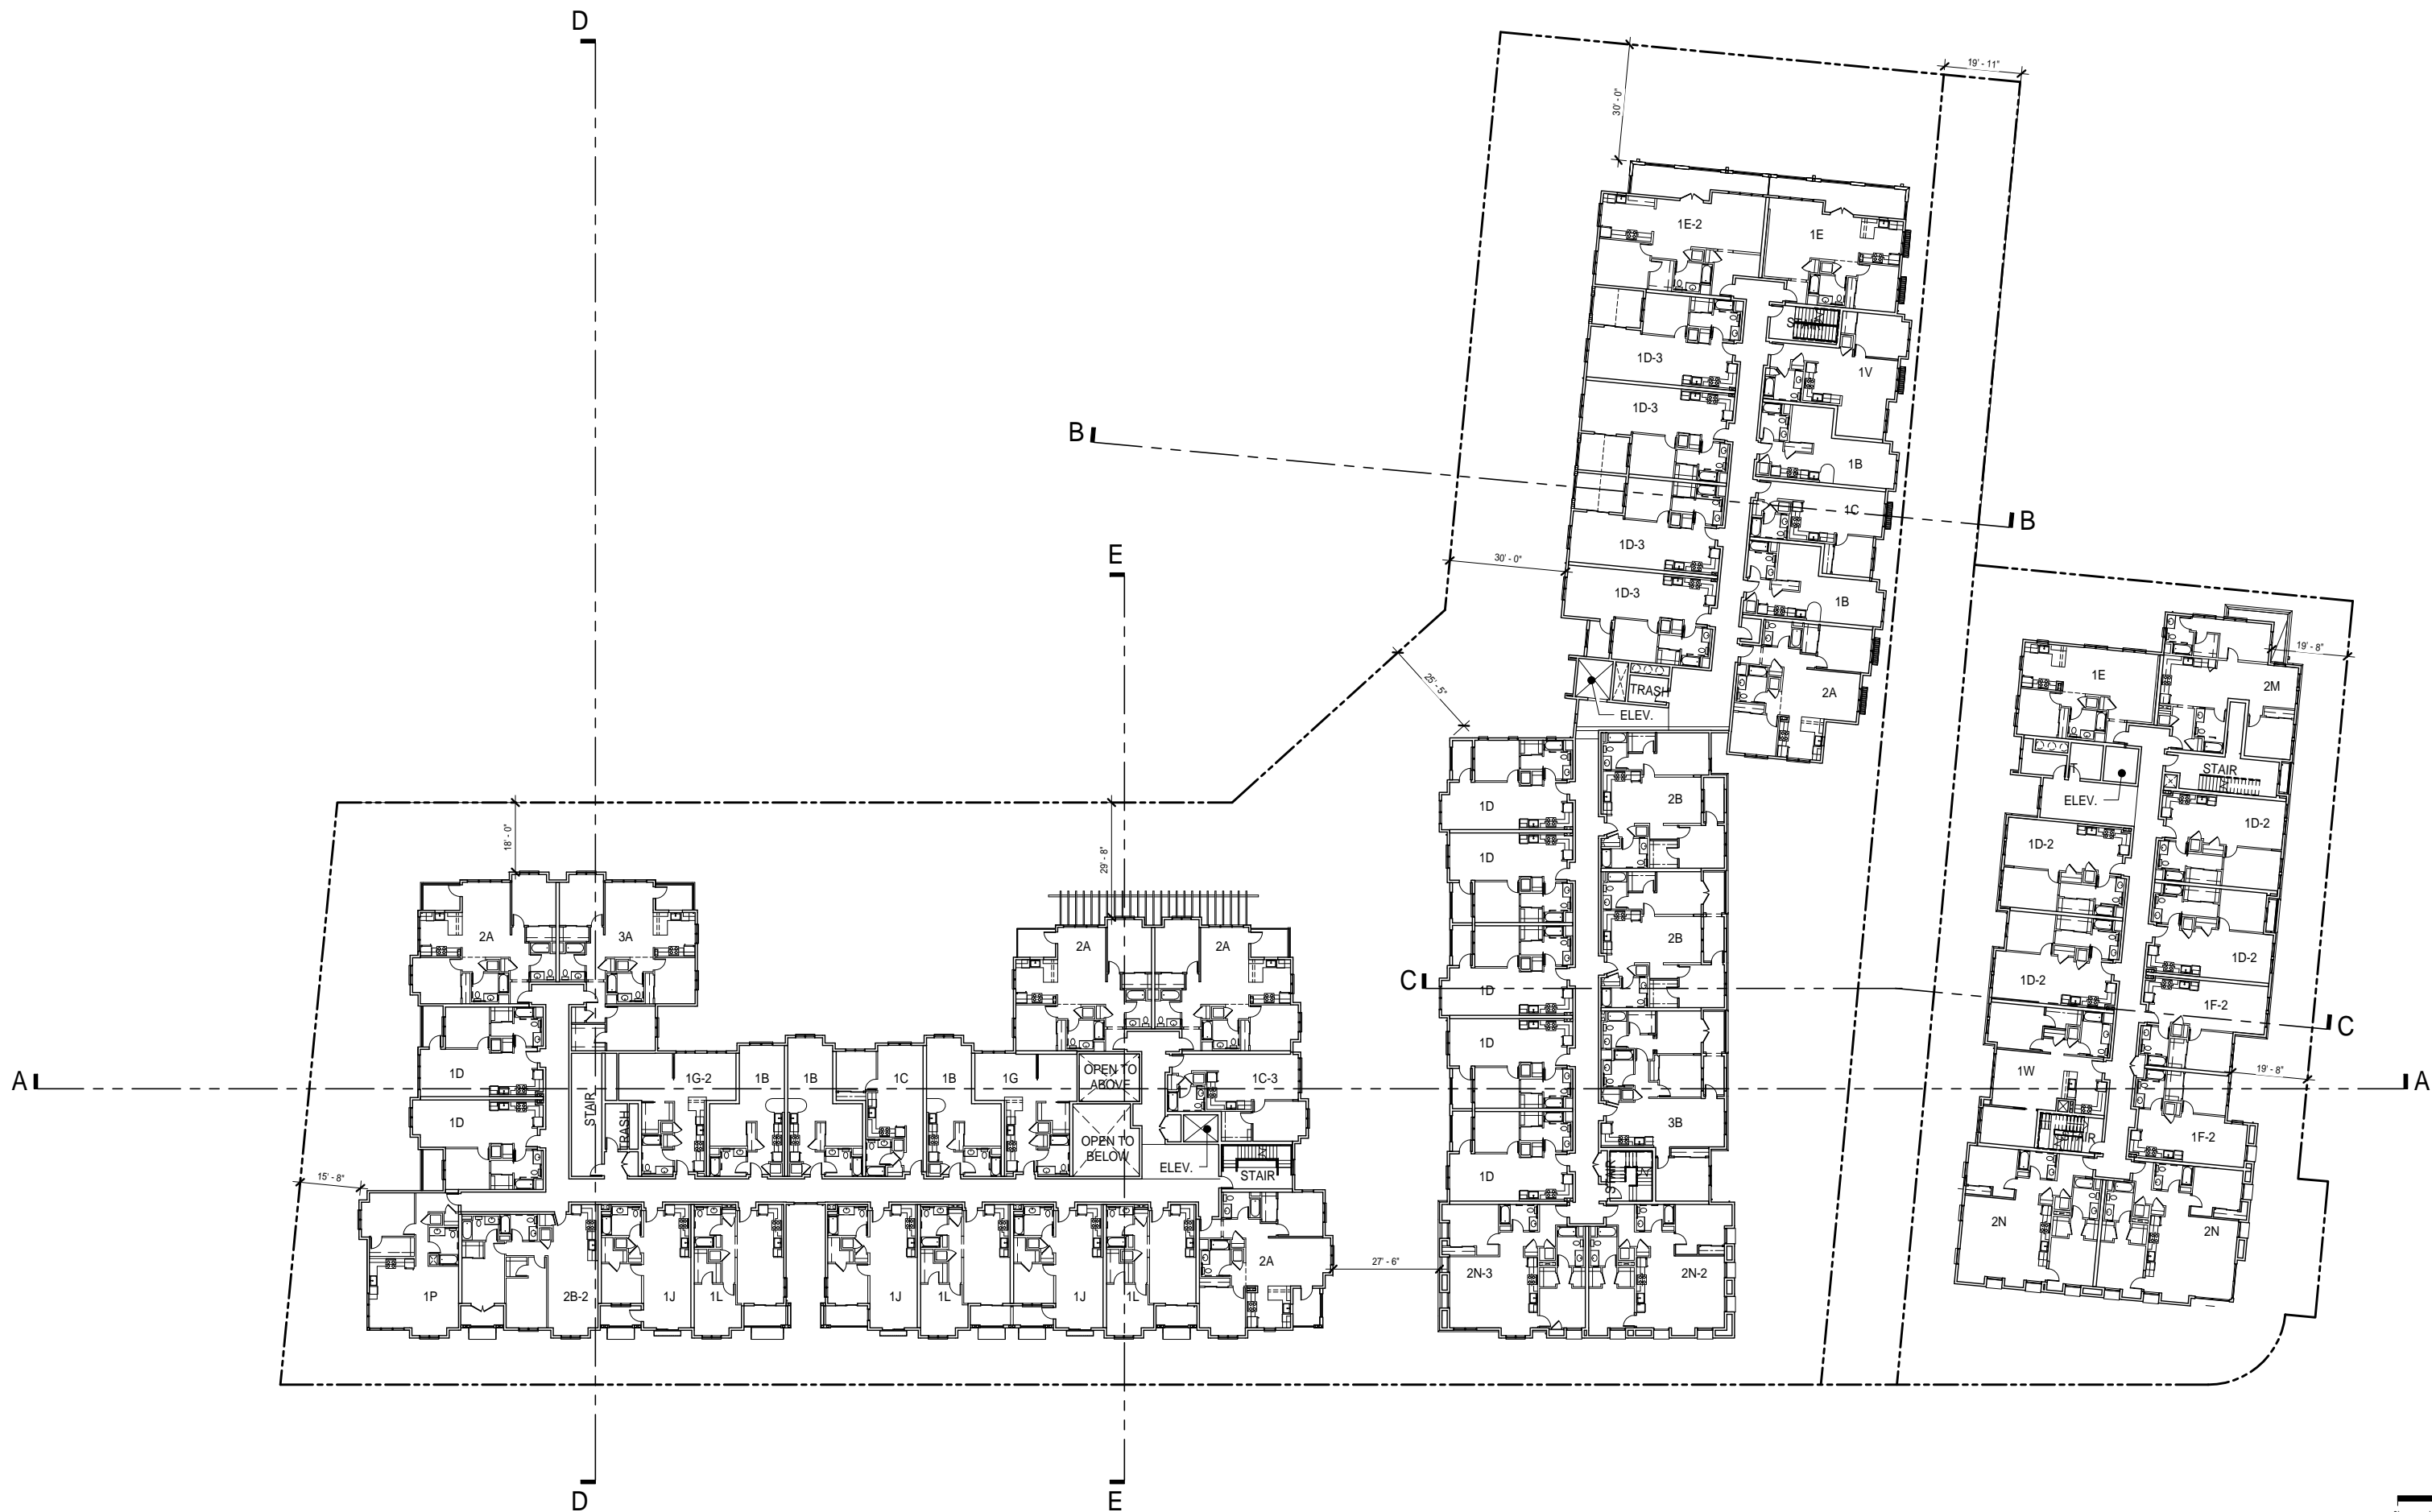 D
19' - 11"
30' - 0"
1E-2
1E
1D-3
1V
1D-3
B
1B
1C
B
1D-3
30' - 0"
E
1D-3
1B
19' - 8"
25' - 5"
TRASH
2A
1E
2M
ELEV.
STAIR
1D
2B
ELEV.
18' - 0"
29' - 8"
1D
1D-2
1D-2
2A
3A
2A
2A
2B
1D-2
C
1D
1D-2
1F-2
C
1D
1W
19' - 8"
A
1D
1G-2
1B
1B
1C
1B
1G
OPEN TO
ABOVE
1C-3
A
1D
STAIR
TRASH
OPEN TO
BELOW
3B
1F-2
ELEV.
STAIR
1D
STAIR
15' - 8"
2N
2N
2A
27' - 6"
2N-3
2N-2
1P
2B-2
1J
1L
1J
1L
1J
1L
D
E